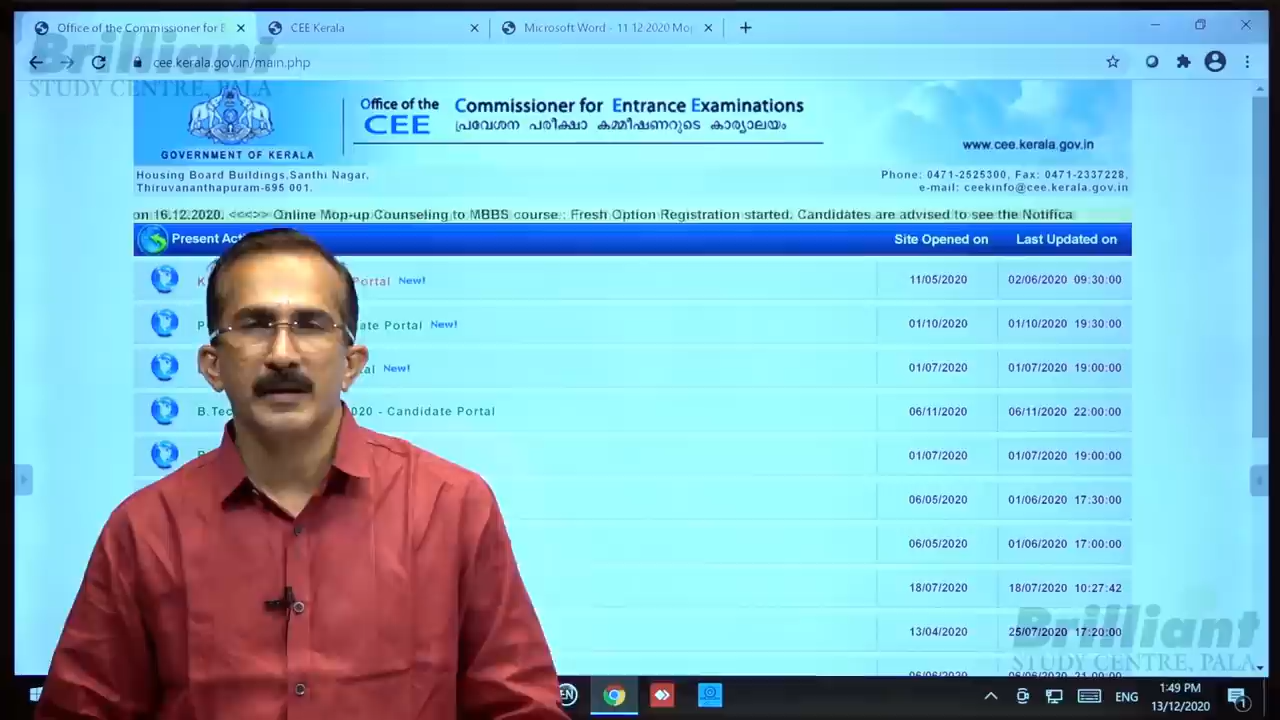 Office of the Commissioner for E
CEE Kerala
Microsoft Word - 11 12 2020 Mop
Brilliant
STUDY CENTRE, PALA
cee.kerala.gov.in/main.php
GOVERNMENT OF KERALA
Office of the
CEE
Commissioner for Entrance Examinations
പ്രവേശന പരീക്ഷാ കമ്മീഷണറുടെ കാര്യാലയം
www.cee.kerala.gov.in
Housing Board Buildings,Santhi Nagar,
Thiruvananthapuram-695 001.
Phone: 0471-2525300, Fax: 0471-2337228,
e-mail: ceekinfo@cee.kerala.gov.in
on 16.12.2020. <<<>> Online Mop-up Counseling to MBBS course : Fresh Option Registration started. Candidates are advised to see the Notifica
Present Site Opened on Last Updated on
Portal New! 11/05/2020 02/06/2020 09:30:00
Portal New! 01/10/2020 01/10/2020 19:30:00
New! 01/07/2020 01/07/2020 19:00:00
B.Tec 020 - Candidate Portal 06/11/2020 06/11/2020 22:00:00
01/07/2020 01/07/2020 19:00:00
06/05/2020 01/06/2020 17:30:00
06/05/2020 01/06/2020 17:00:00
18/07/2020 18/07/2020 10:27:42
13/04/2020 25/07/2020 17:20:00
Brilliant
STUDY CENTRE, PALA
EN
ENG
1:49 PM
13/12/2020
1